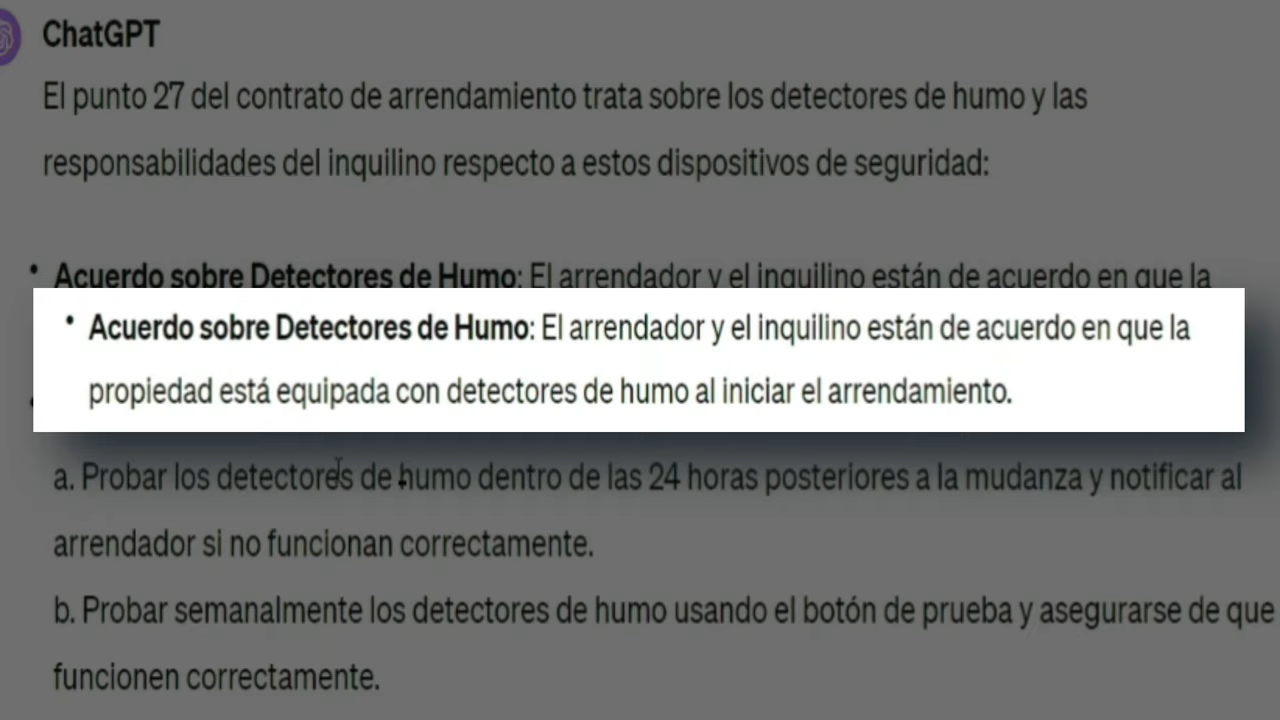 ChatGPT
El punto 27 del contrato de arrendamiento trata sobre los detectores de humo y las
responsabilidades del inquilino respecto a estos dispositivos de seguridad:
• Acuerdo sobre Detectores de Humo: El arrendador y el inquilino están de acuerdo en que la
• Acuerdo sobre Detectores de Humo: El arrendador y el inquilino están de acuerdo en que la
propiedad está equipada con detectores de humo al iniciar el arrendamiento.
a. Probar los detectores de humo dentro de las 24 horas posteriores a la mudanza y notificar al
arrendador si no funcionan correctamente.
b. Probar semanalmente los detectores de humo usando el botón de prueba y asegurarse de que
funcionen correctamente.